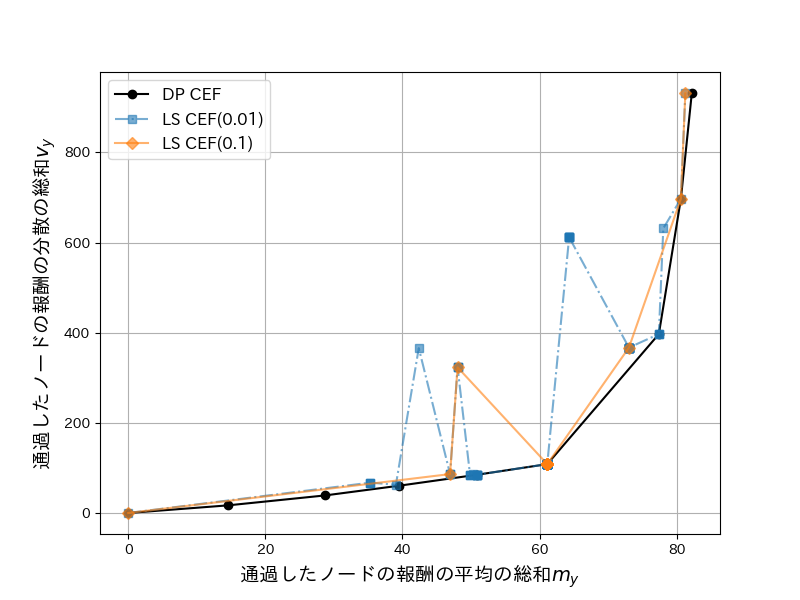 DP CEF
LS CEF(0.01)
LS CEF(0.1)
通過したノードの報酬の分散の総和v_y
800
600
400
200
0
0 20 40 60 80
通過したノードの報酬の平均の総和m_y